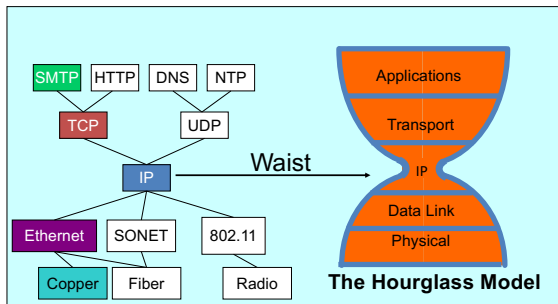 SMTP HTTP DNS NTP
TCP UDP
IP
Waist
Ethernet SONET 802.11
Copper Fiber Radio
Applications
Transport
IP
Data Link
Physical
The Hourglass Model